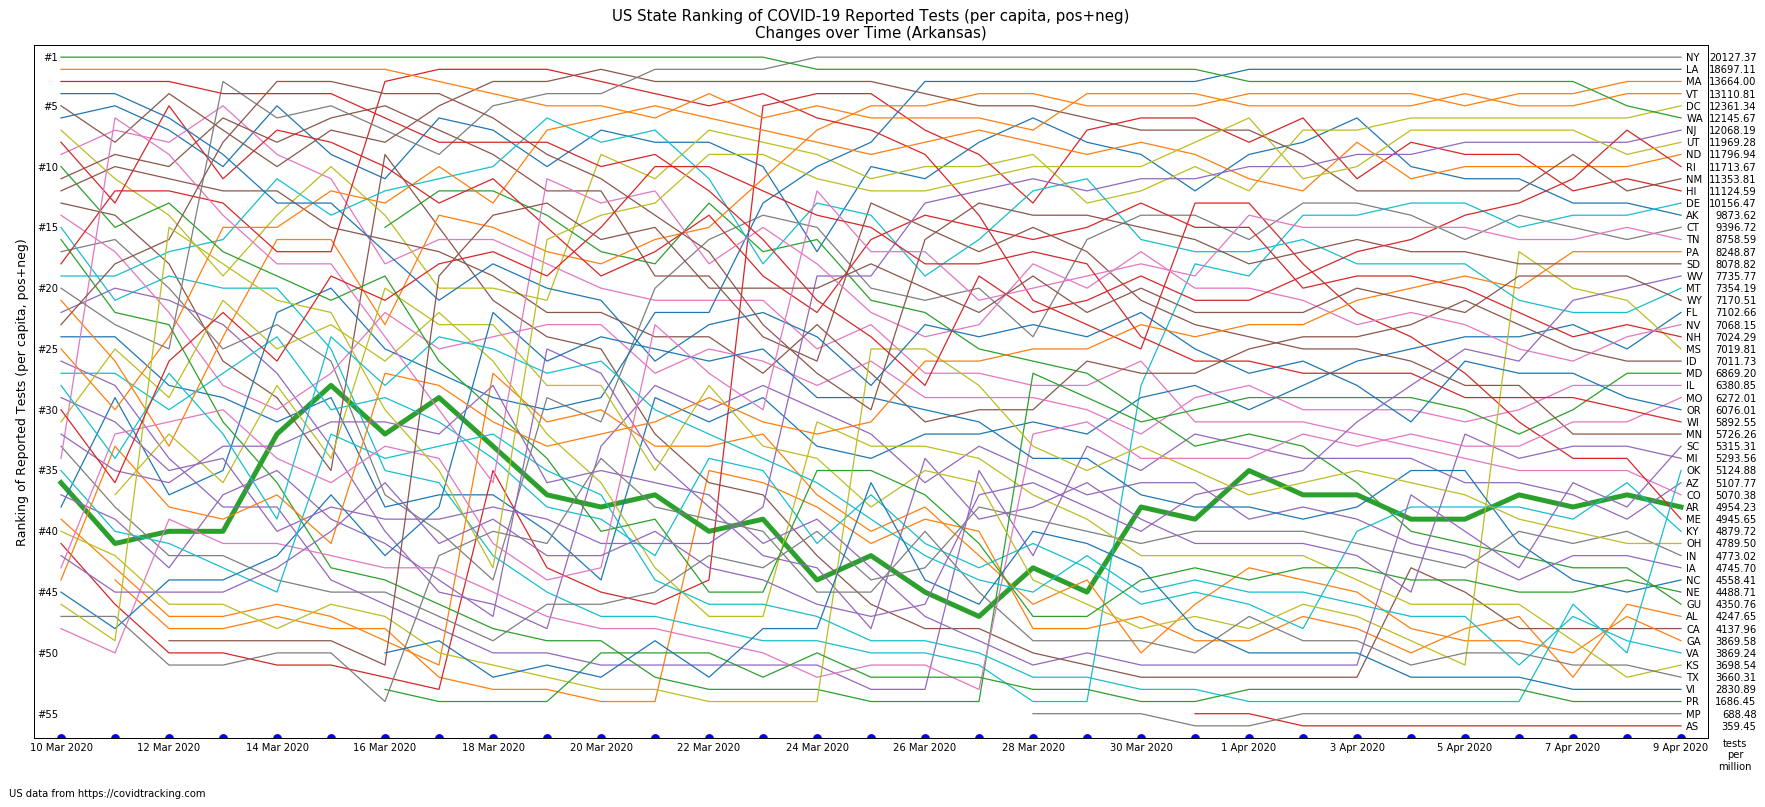 US State Ranking of COVID-19 Reported Tests (per capita, pos+neg)
Changes over Time (Arkansas)
Ranking of Reported Tests (per capita, pos+neg)
#1
#5
#10
#15
#20
#25
#30
#35
#40
#45
#50
#55
NY 20127.37
LA 18697.11
MA 13664.00
VT 13110.81
DC 12361.34
WA 12145.67
NJ 12068.19
UT 11969.28
ND 11796.94
RI 11713.67
NM 11353.81
HI 11124.59
DE 10156.47
AK 9873.62
CT 9396.72
TN 8758.59
PA 8248.87
SD 8078.82
WV 7735.77
MT 7354.19
WY 7170.51
FL 7102.66
NV 7068.15
NH 7024.29
MS 7019.81
ID 7011.73
MD 6869.20
IL 6380.85
MO 6272.01
OR 6076.01
WI 5892.55
MN 5726.26
SC 5315.31
MI 5293.56
OK 5124.88
AZ 5107.77
CO 5070.38
AR 4954.23
ME 4945.65
KY 4879.72
OH 4789.50
IN 4773.02
IA 4745.70
NC 4558.41
NE 4488.71
GU 4350.76
AL 4247.65
CA 4137.96
GA 3869.58
VA 3869.24
KS 3698.54
TX 3660.31
VI 2830.89
PR 1686.45
MP 688.48
AS 359.45
10 Mar 2020 12 Mar 2020 14 Mar 2020 16 Mar 2020 18 Mar 2020 20 Mar 2020 22 Mar 2020 24 Mar 2020 26 Mar 2020 28 Mar 2020 30 Mar 2020 1 Apr 2020 3 Apr 2020 5 Apr 2020 7 Apr 2020 9 Apr 2020
tests
per
million
US data from https://covidtracking.com